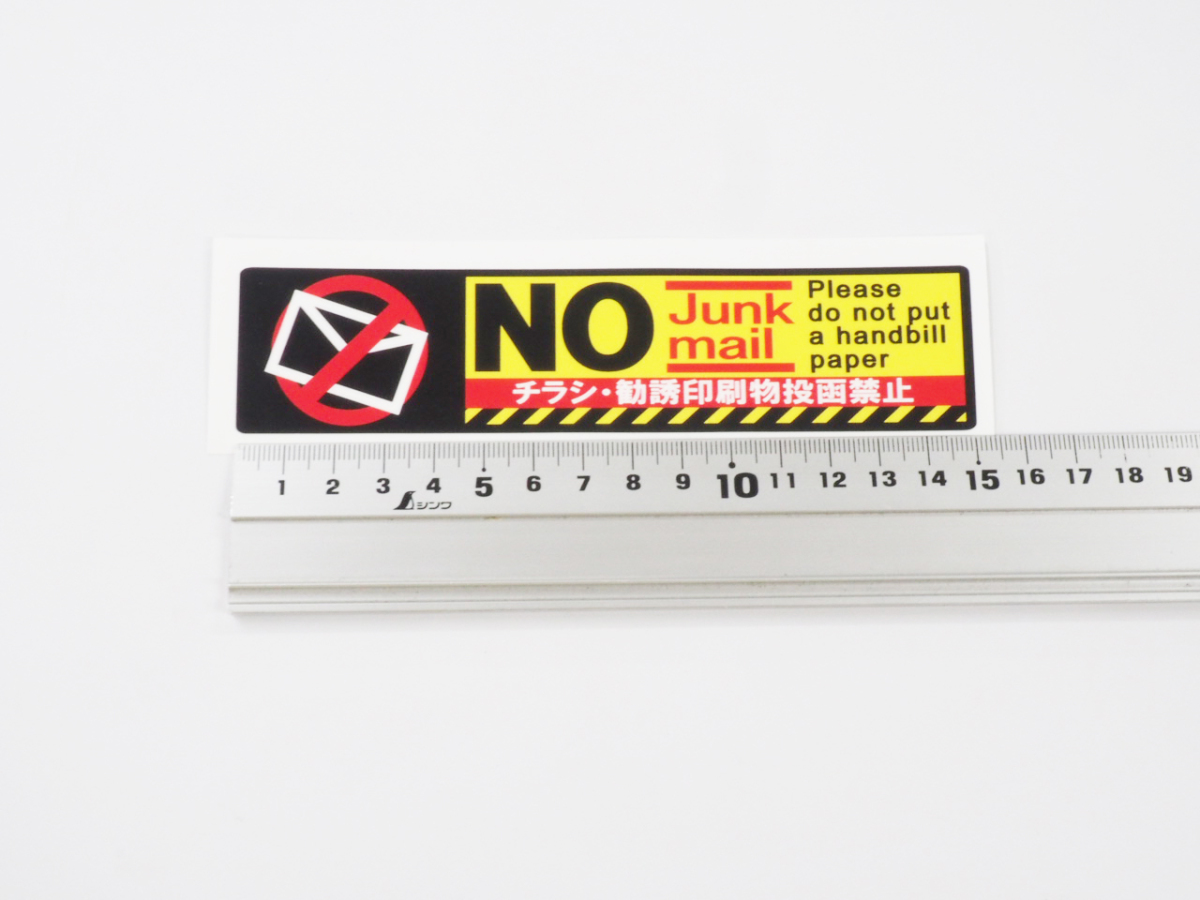 NO
Junk
mail
Please
do not put
a handbill
paper
チラシ・勧誘印刷物投函禁止
1 2 3 4 5 6 7 8 9 10 11 12 13 14 15 16 17 18 19
シンワ